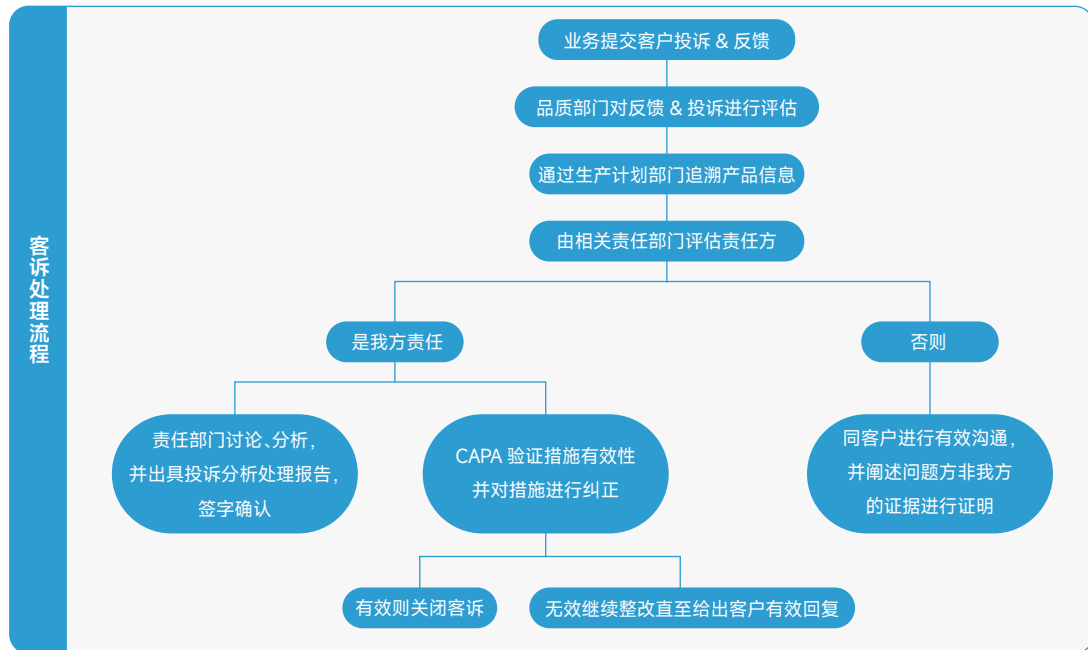 客诉处理流程
业务提交客户投诉 & 反馈
品质部门对反馈 & 投诉进行评估
通过生产计划部门追溯产品信息
由相关责任部门评估责任方
是我方责任
否则
责任部门讨论、分析,
并出具投诉分析处理报告,
签字确认
CAPA 验证措施有效性
并对措施进行纠正
同客户进行有效沟通,
并阐述问题方非我方
的证据进行证明
有效则关闭客诉
无效继续整改直至给出客户有效回复